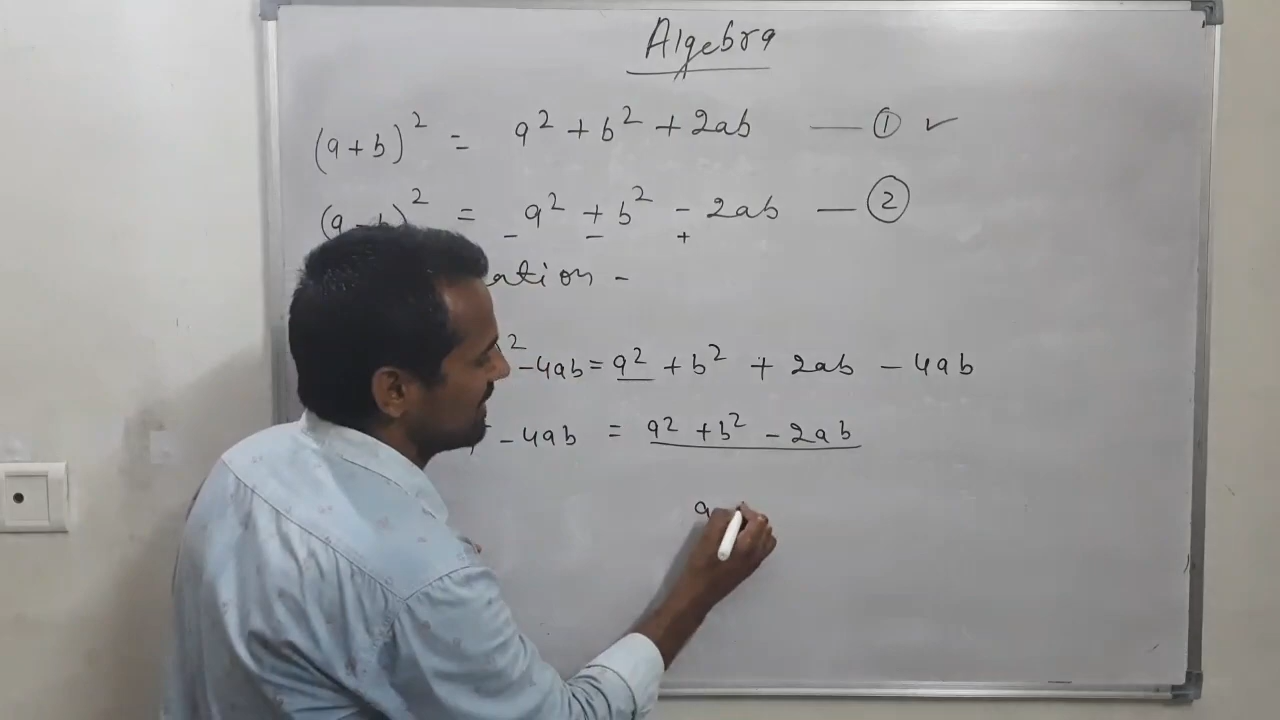 Algebra
(a + b)² = a² + b² + 2ab — ① ✓
(a - b)² = a² + b² - 2ab — ②
- - +
ation -
² - 4ab = a² + b² + 2ab - 4ab
- 4ab = a² + b² - 2ab
a